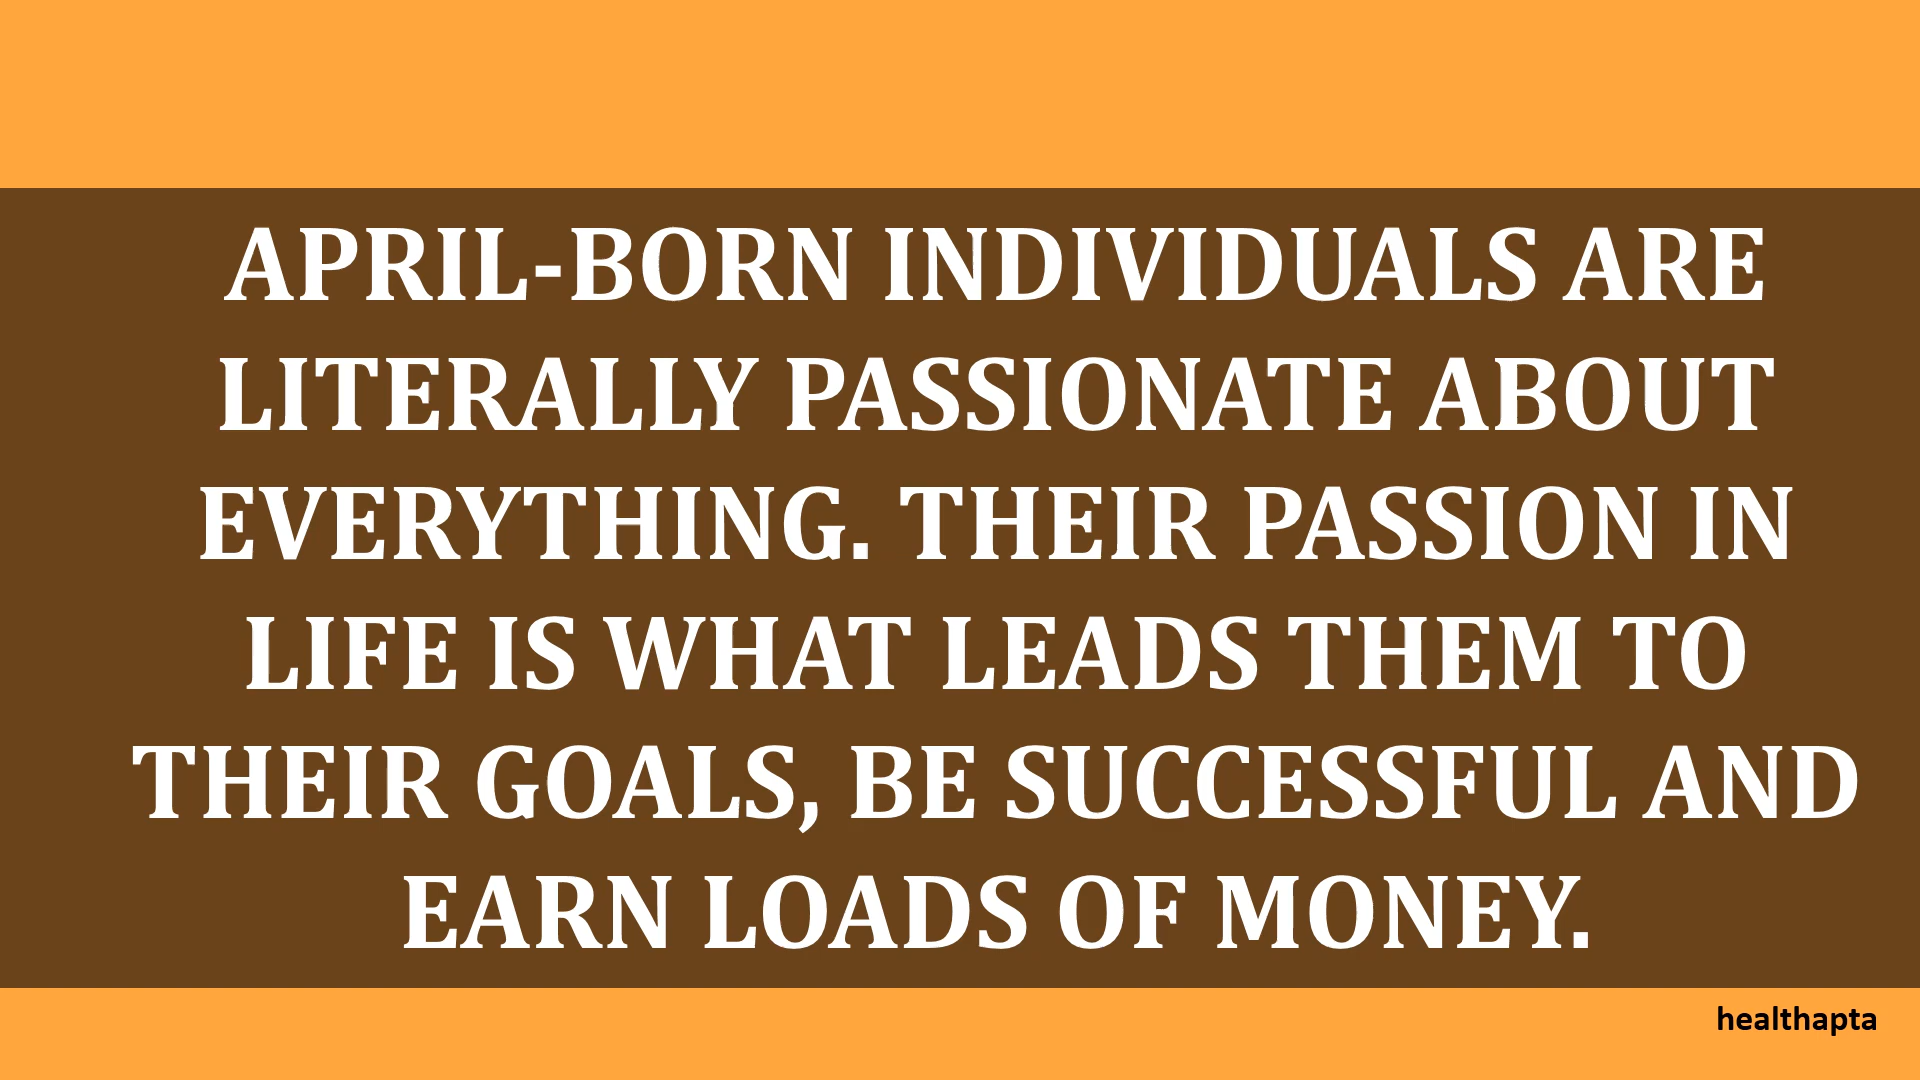 APRIL-BORN INDIVIDUALS ARE
LITERALLY PASSIONATE ABOUT
EVERYTHING. THEIR PASSION IN
LIFE IS WHAT LEADS THEM TO
THEIR GOALS, BE SUCCESSFUL AND
EARN LOADS OF MONEY.
healthapta